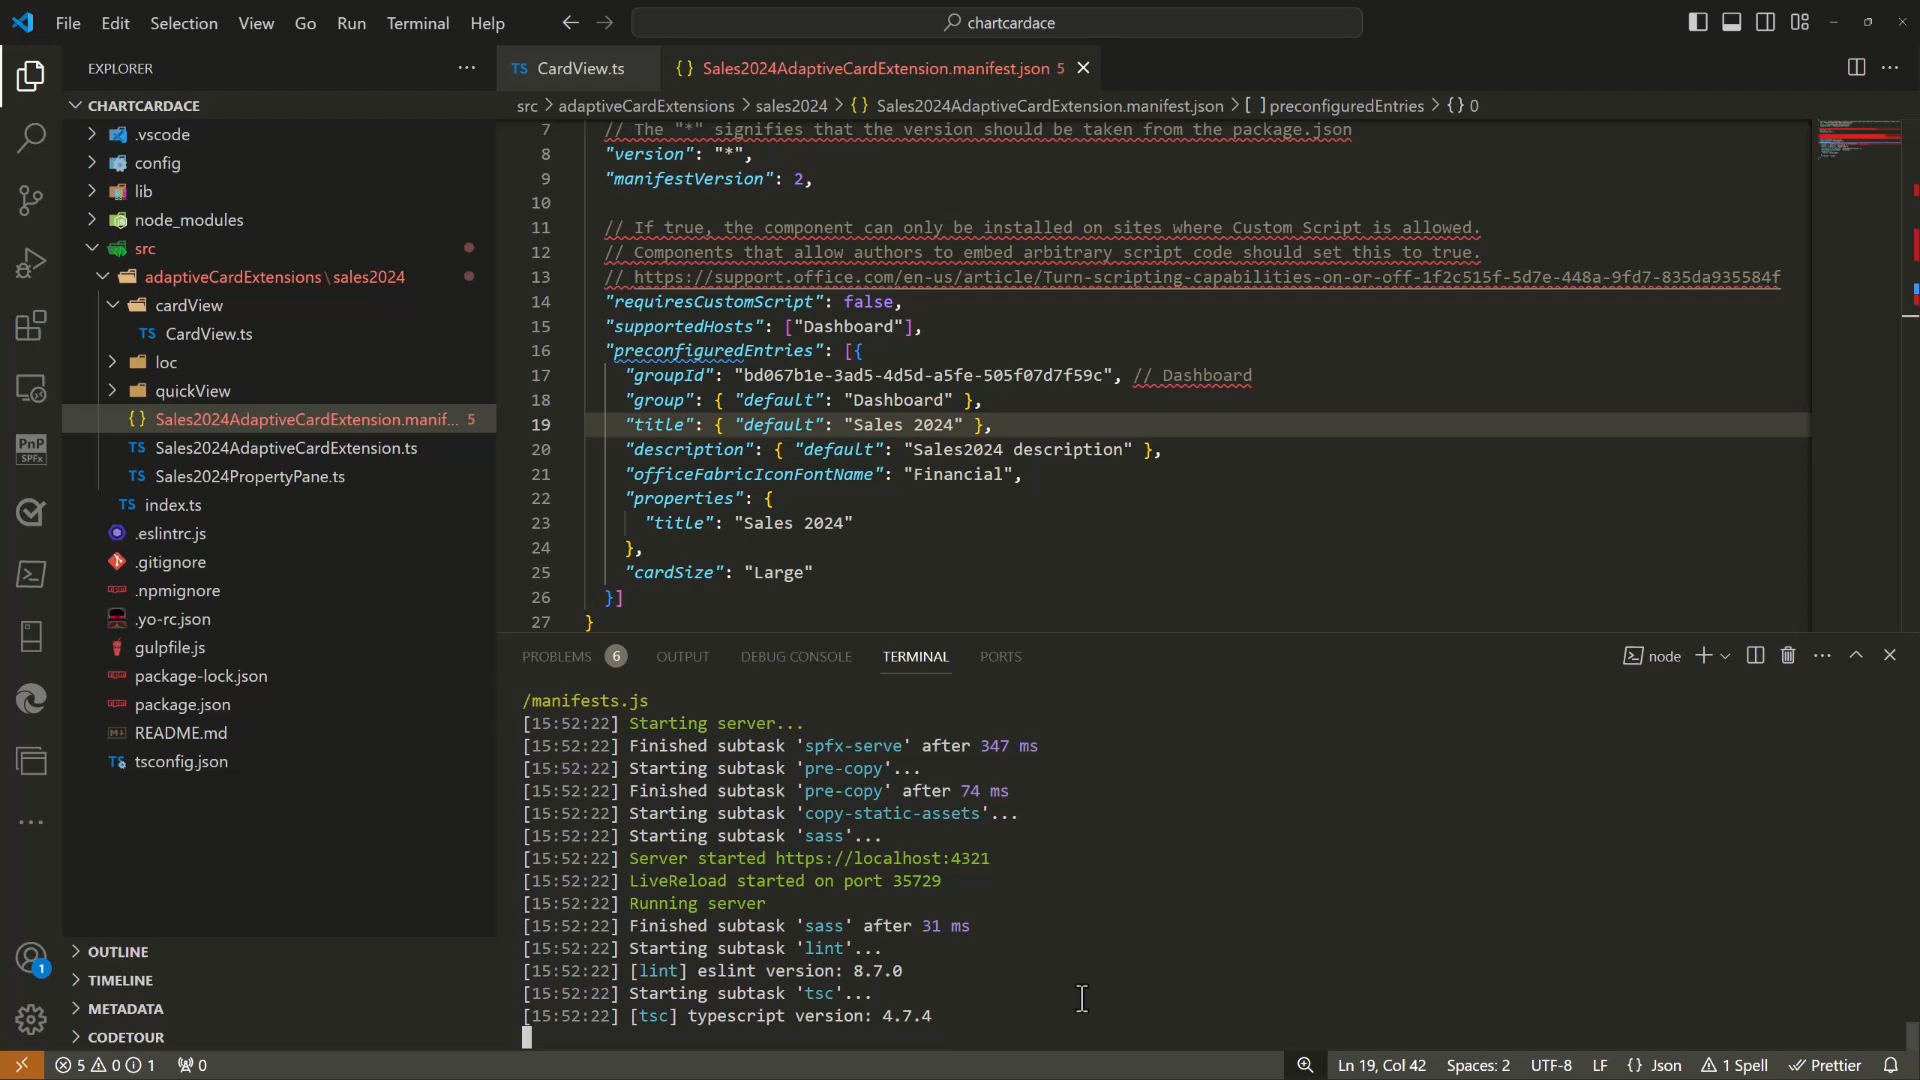 File Edit Selection View Go Run Terminal Help
chartcardace
EXPLORER
CHARTCARDACE
.vscode
config
lib
node_modules
src
adaptiveCardExtensions \ sales2024
cardView
TS CardView.ts
loc
quickView
{} Sales2024AdaptiveCardExtension.manif... 5
TS Sales2024AdaptiveCardExtension.ts
TS Sales2024PropertyPane.ts
TS index.ts
.eslintrc.js
.gitignore
.npmignore
.yo-rc.json
gulpfile.js
package-lock.json
package.json
README.md
tsconfig.json
OUTLINE
TIMELINE
METADATA
CODETOUR
PnP
SPFx
1
TS CardView.ts
{} Sales2024AdaptiveCardExtension.manifest.json 5
src > adaptiveCardExtensions > sales2024 > {} Sales2024AdaptiveCardExtension.manifest.json > [ ] preconfiguredEntries > {} 0
7 // The "*" signifies that the version should be taken from the package.json
8 "version": "*",
9 "manifestVersion": 2,
10
11 // If true, the component can only be installed on sites where Custom Script is allowed.
12 // Components that allow authors to embed arbitrary script code should set this to true.
13 // https://support.office.com/en-us/article/Turn-scripting-capabilities-on-or-off-1f2c515f-5d7e-448a-9fd7-835da935584f
14 "requiresCustomScript": false,
15 "supportedHosts": ["Dashboard"],
16 "preconfiguredEntries": [{
17 "groupId": "bd067b1e-3ad5-4d5d-a5fe-505f07d7f59c", // Dashboard
18 "group": { "default": "Dashboard" },
19 "title": { "default": "Sales 2024" },
20 "description": { "default": "Sales2024 description" },
21 "officeFabricIconFontName": "Financial",
22 "properties": {
23 "title": "Sales 2024"
24 },
25 "cardSize": "Large"
26 }]
27 }
PROBLEMS 6 OUTPUT DEBUG CONSOLE TERMINAL PORTS
node
/manifests.js
[15:52:22] Starting server...
[15:52:22] Finished subtask 'spfx-serve' after 347 ms
[15:52:22] Starting subtask 'pre-copy'...
[15:52:22] Finished subtask 'pre-copy' after 74 ms
[15:52:22] Starting subtask 'copy-static-assets'...
[15:52:22] Starting subtask 'sass'...
[15:52:22] Server started https://localhost:4321
[15:52:22] LiveReload started on port 35729
[15:52:22] Running server
[15:52:22] Finished subtask 'sass' after 31 ms
[15:52:22] Starting subtask 'lint'...
[15:52:22] [lint] eslint version: 8.7.0
[15:52:22] Starting subtask 'tsc'...
[15:52:22] [tsc] typescript version: 4.7.4
5 0 1 0 Ln 19, Col 42 Spaces: 2 UTF-8 LF {} Json 1 Spell Prettier